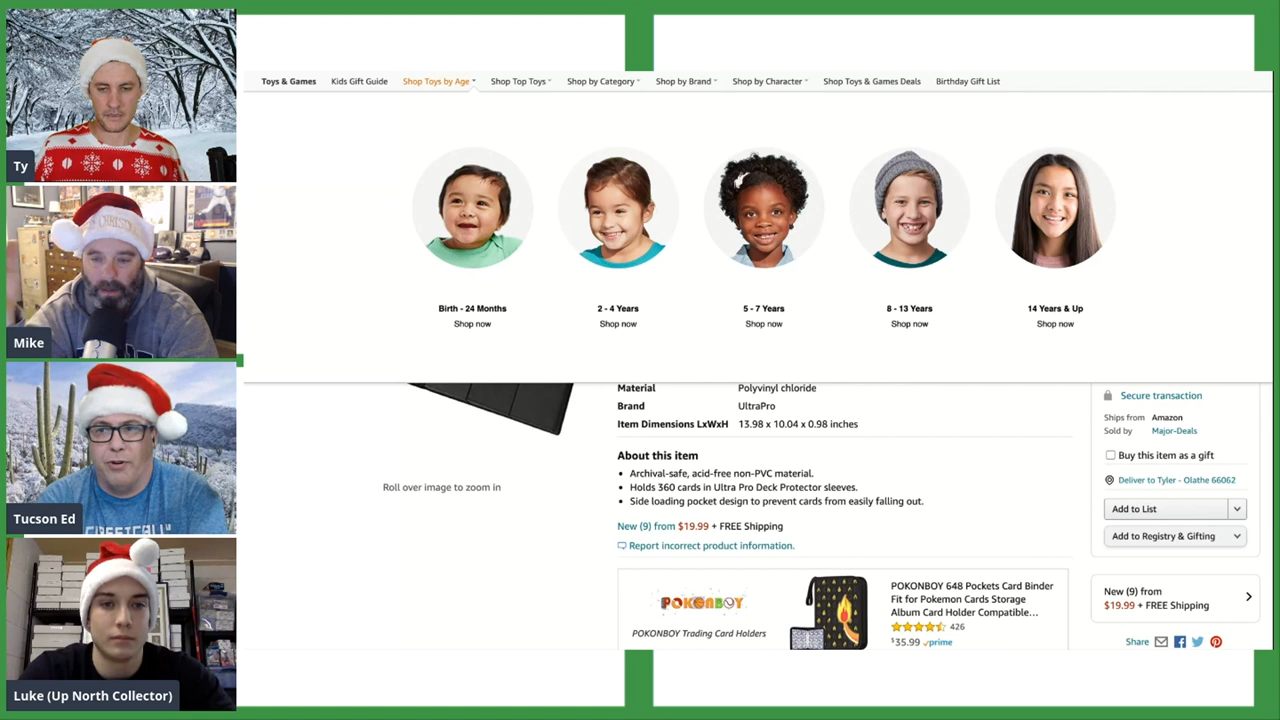 Toys & Games Kids Gift Guide Shop Toys by Age Shop Top Toys Shop by Category Shop by Brand Shop by Character Shop Toys & Games Deals Birthday Gift List
Birth - 24 Months 2 - 4 Years 5 - 7 Years 8 - 13 Years 14 Years & Up
Shop now Shop now Shop now Shop now Shop now
Ty
Mike
Tucson Ed
Luke (Up North Collector)
Material Polyvinyl chloride
Brand UltraPro
Item Dimensions LxWxH 13.98 x 10.04 x 0.98 inches
About this item
• Archival-safe, acid-free non-PVC material.
• Holds 360 cards in Ultra Pro Deck Protector sleeves.
• Side loading pocket design to prevent cards from easily falling out.
Roll over image to zoom in
New (9) from $19.99 + FREE Shipping
Report incorrect product information.
POKONBOY
POKONBOY Trading Card Holders
POKONBOY 648 Pockets Card Binder
Fit for Pokemon Cards Storage
Album Card Holder Compatible...
426
$35.99 prime
Secure transaction
Ships from Amazon
Sold by Major-Deals
Buy this item as a gift
Deliver to Tyler - Olathe 66062
Add to List
Add to Registry & Gifting
New (9) from
$19.99 + FREE Shipping
Share